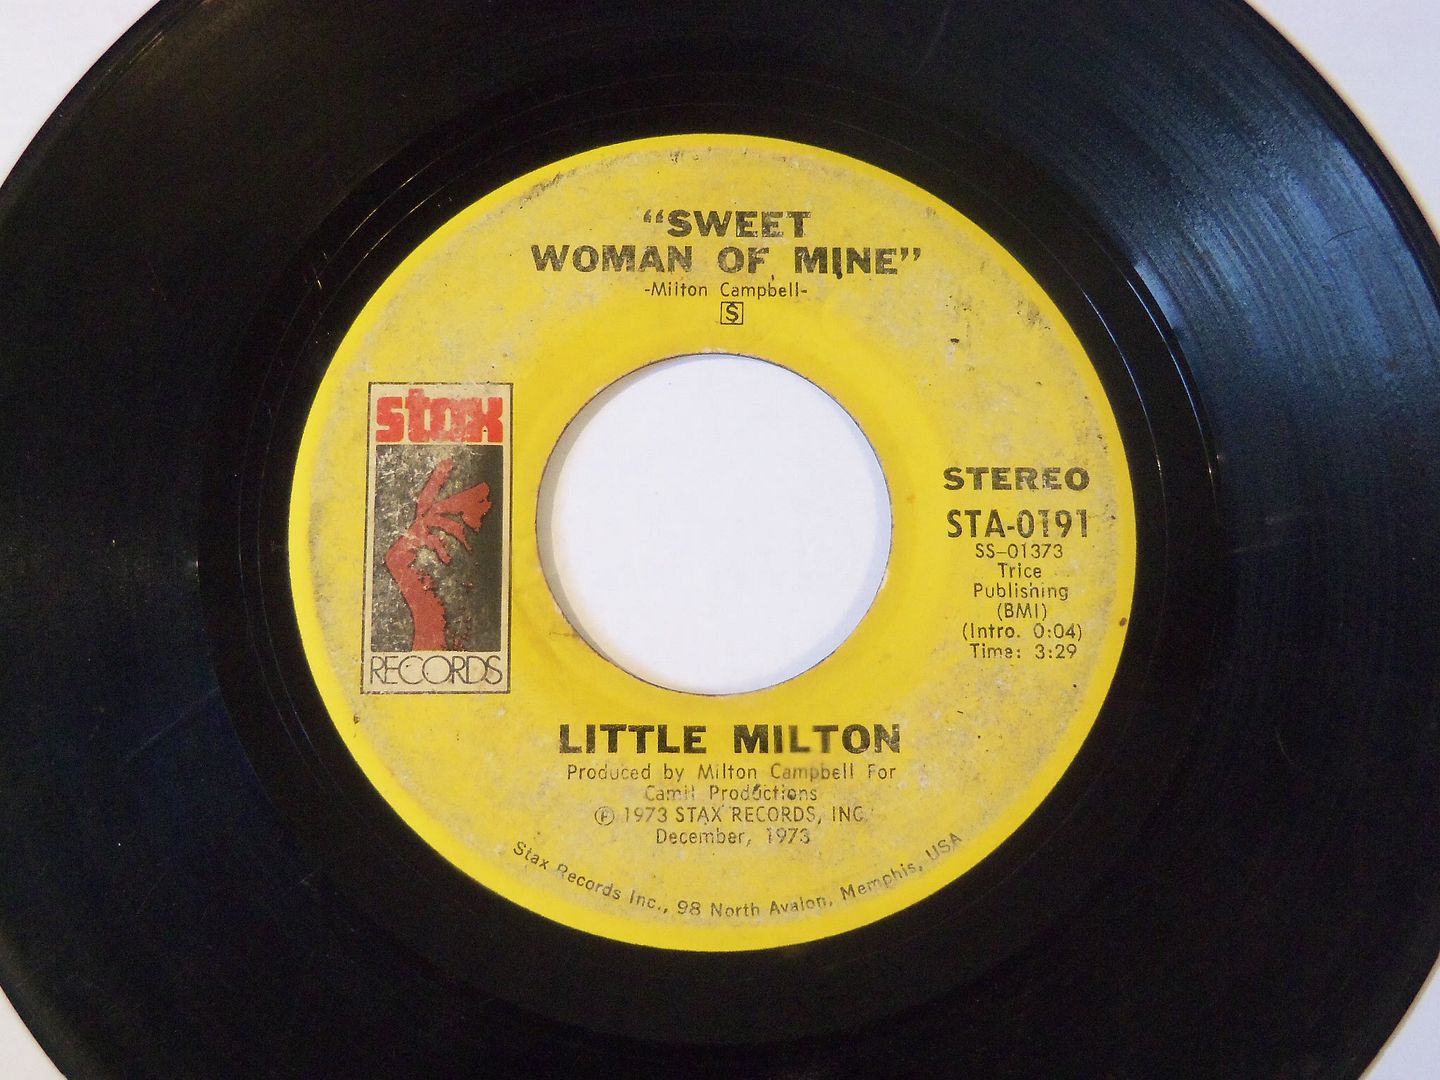 "SWEET
WOMAN OF MINE"
-Milton Campbell-
S
stax
RECORDS
STEREO
STA-0191
SS-01373
Trice
Publishing
(BMI)
(Intro. 0:04)
Time: 3:29
LITTLE MILTON
Produced by Milton Campbell For
Camil Productions
℗ 1973 STAX RECORDS, INC.
December, 1973
Stax Records Inc., 98 North Avalon, Memphis, USA